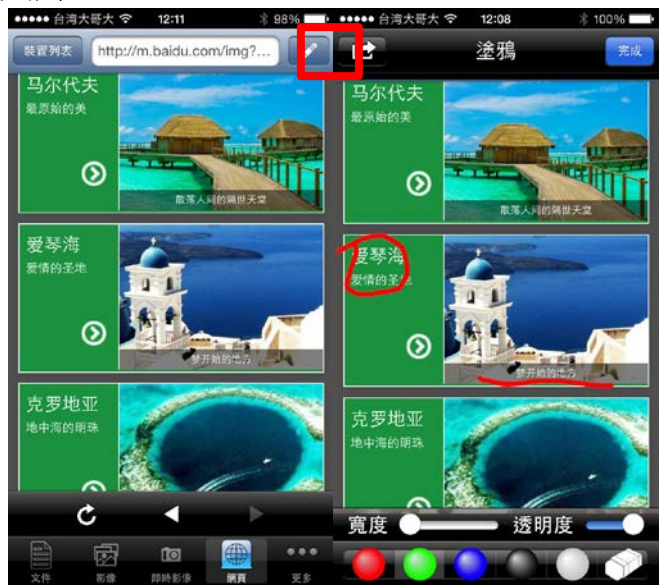 台湾大哥大 12:11 98%
裝置列表 http://m.baidu.com/img?...
马尔代夫
最原始的美
散落人间的隔世天堂
爱琴海
爱情的圣地
梦开始的地方
克罗地亚
地中海的明珠
文件 影像 即時影像 網頁 更多
台湾大哥大 12:08 100%
塗鴉 完成
马尔代夫
最原始的美
散落人间的隔世天堂
爱琴海
爱情的圣地
梦开始的地方
克罗地亚
地中海的明珠
寬度 透明度